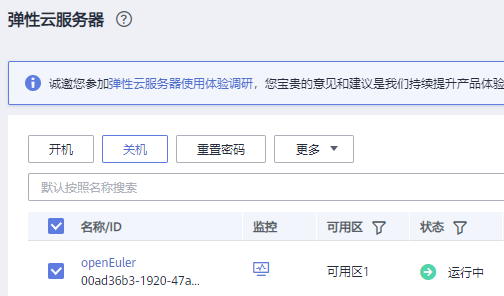 弹性云服务器
诚邀您参加弹性云服务器使用体验调研，您宝贵的意见和建议是我们持续提升产品体验
开机 关机 重置密码 更多
默认按照名称搜索
名称/ID 监控 可用区 状态
openEuler
00ad36b3-1920-47a... 可用区1 运行中